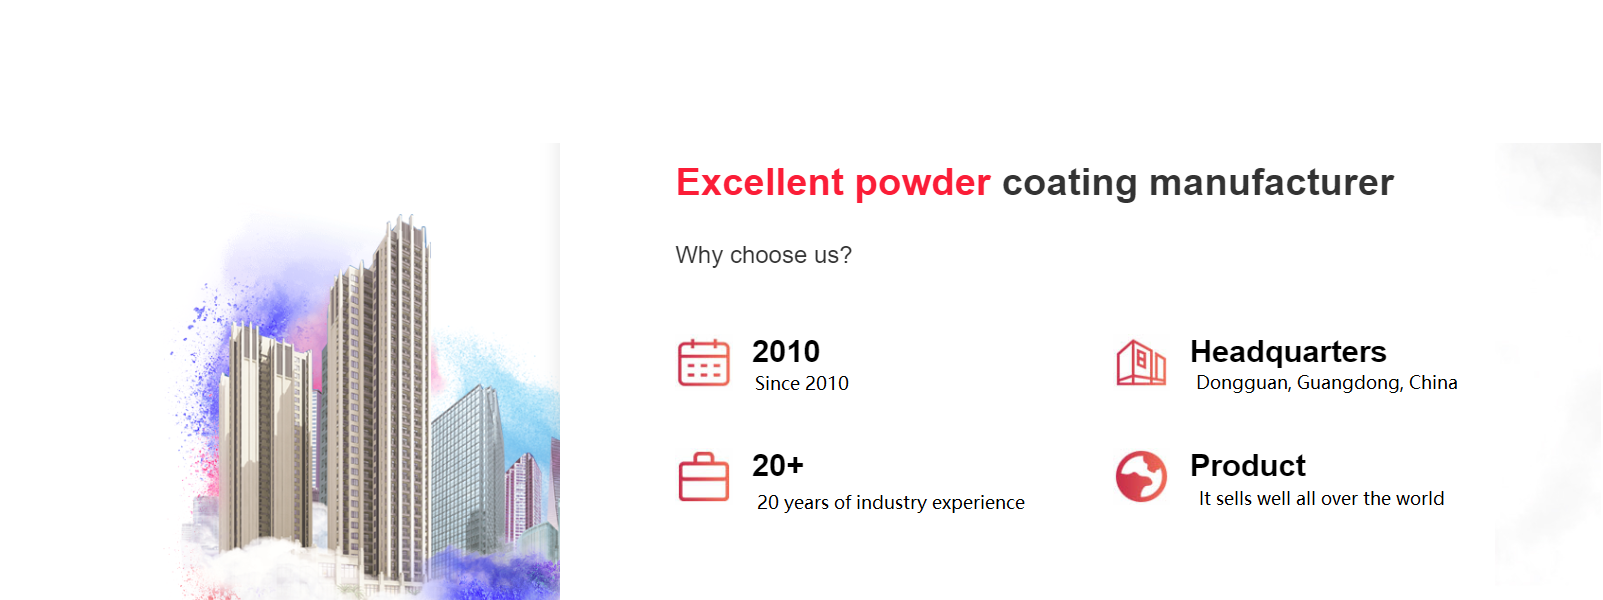 Excellent powder coating manufacturer
Why choose us?
2010
Since 2010
Headquarters
Dongguan, Guangdong, China
20+
20 years of industry experience
Product
It sells well all over the world